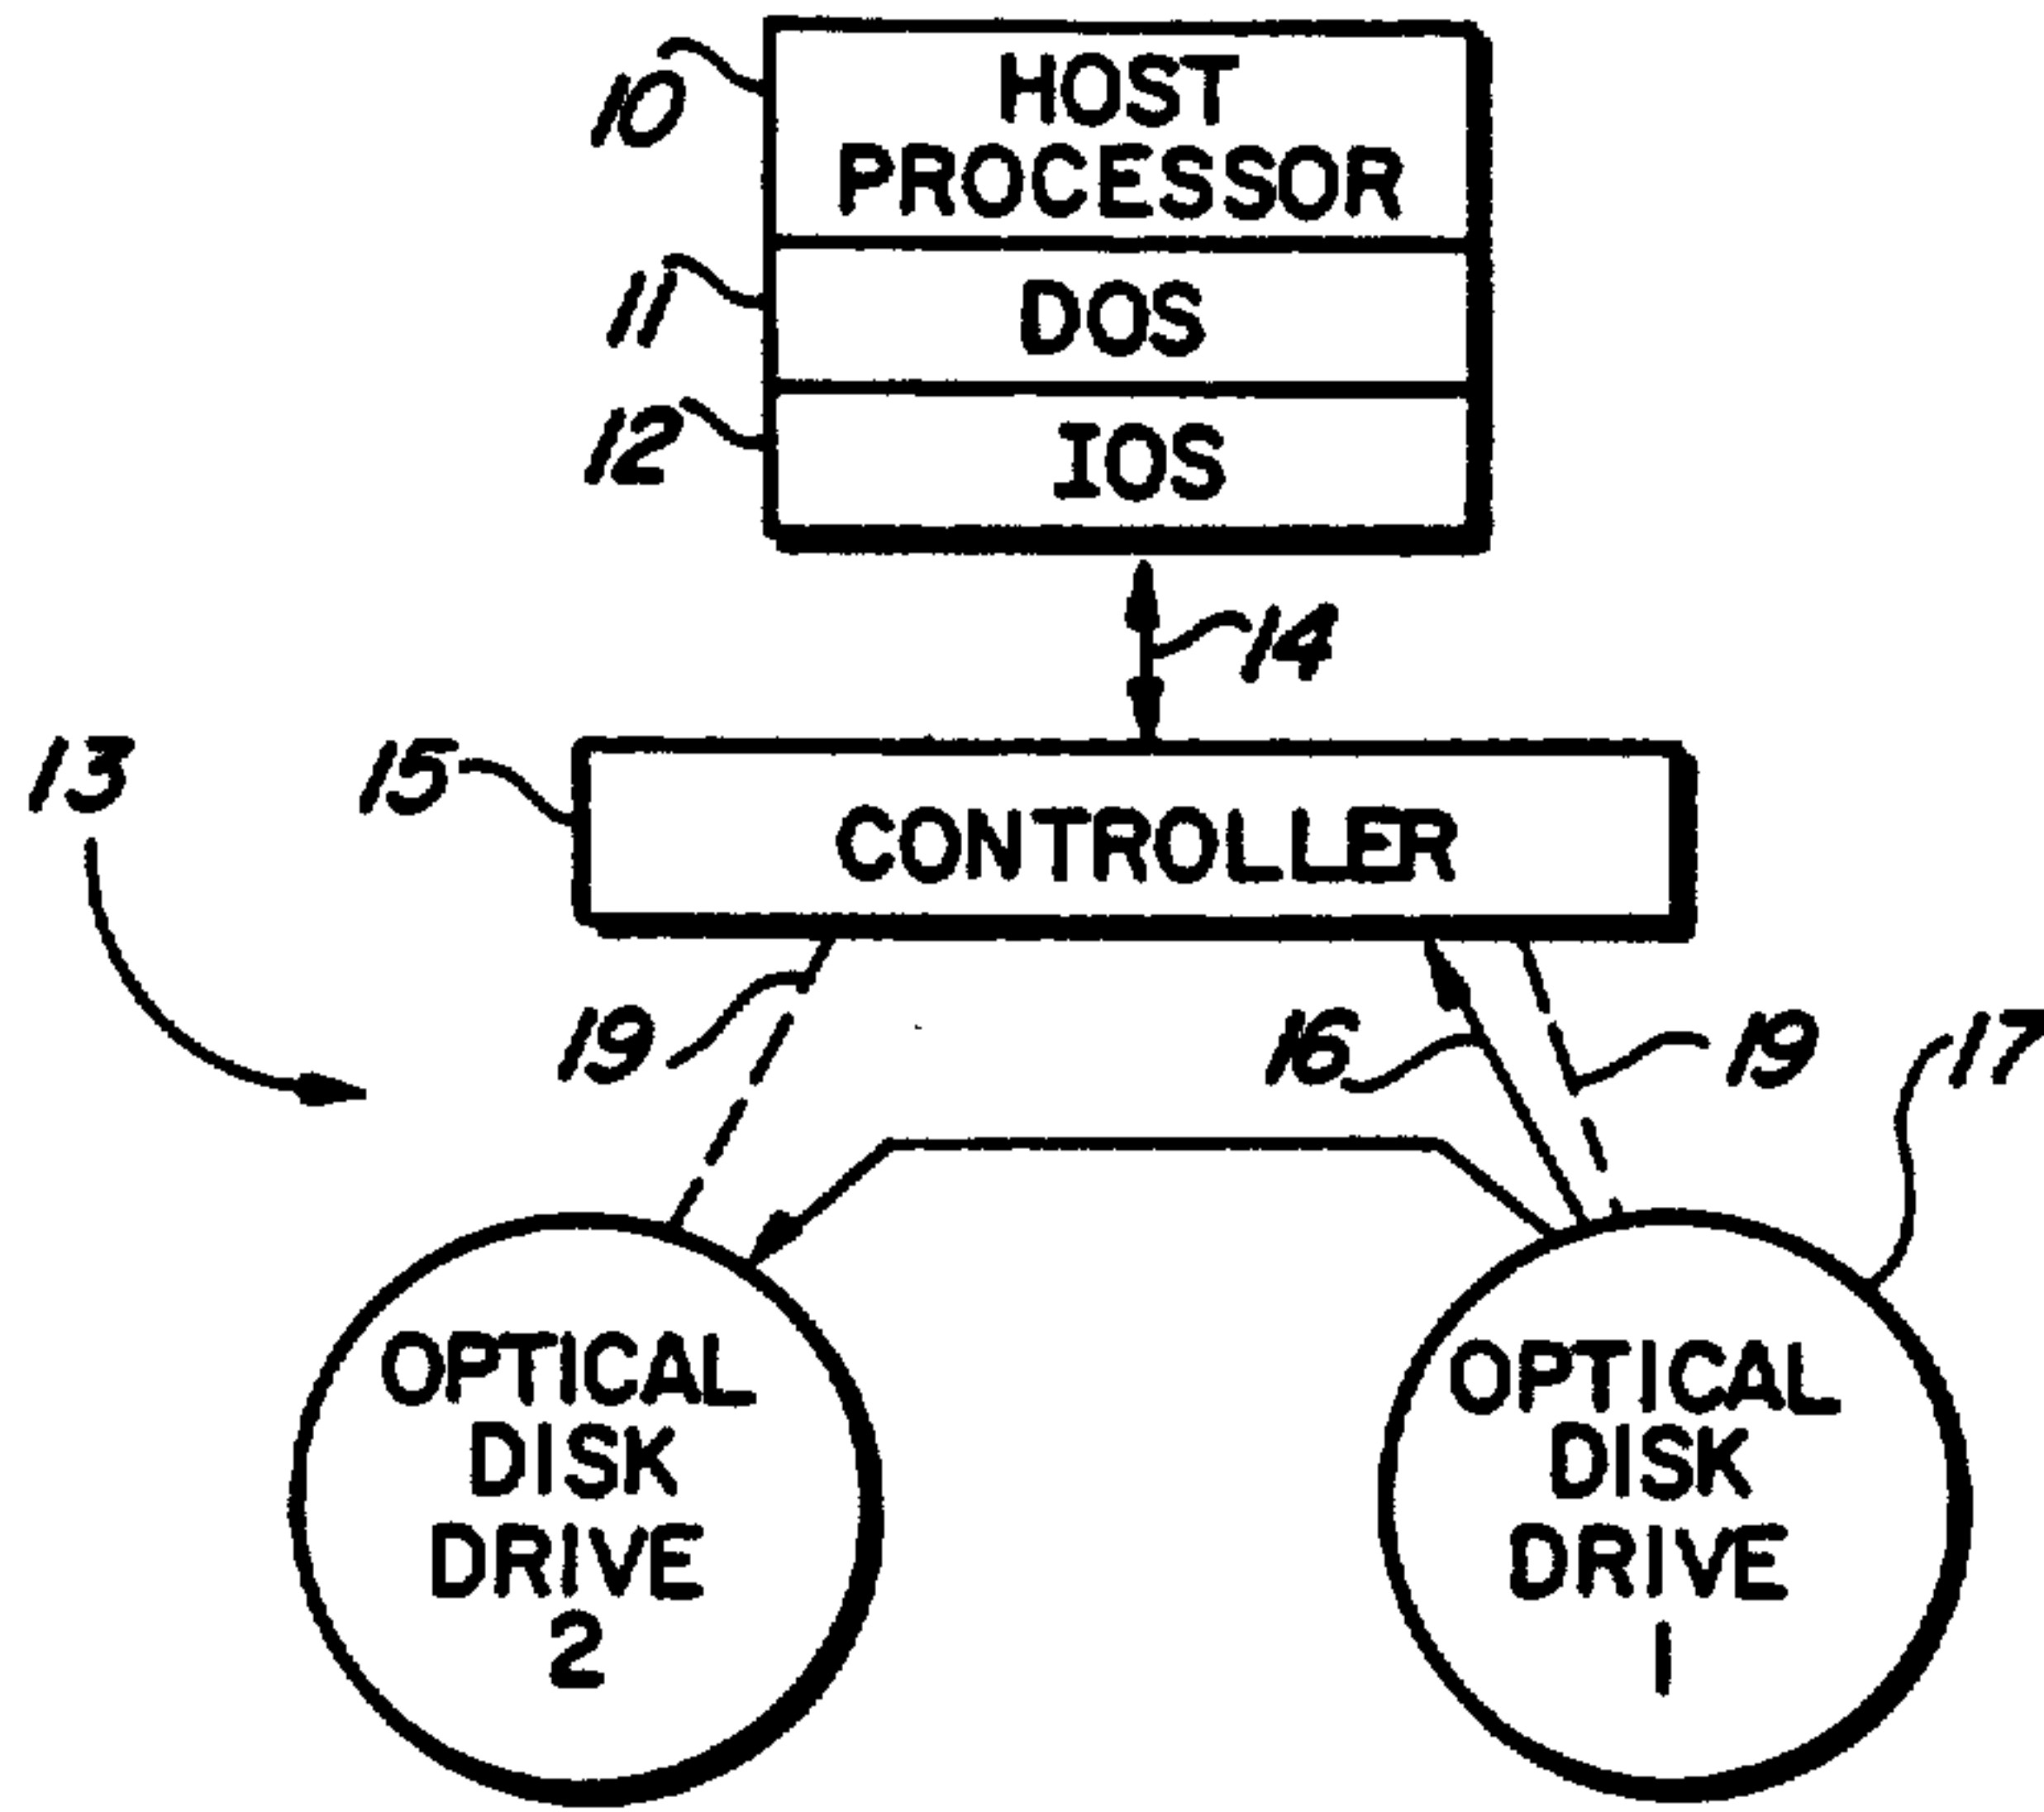 10
HOST
PROCESSOR
11
DOS
12
IOS
14
13
15
CONTROLLER
19
16
19
17
OPTICAL
DISK
DRIVE
2
OPTICAL
DISK
DRIVE
1